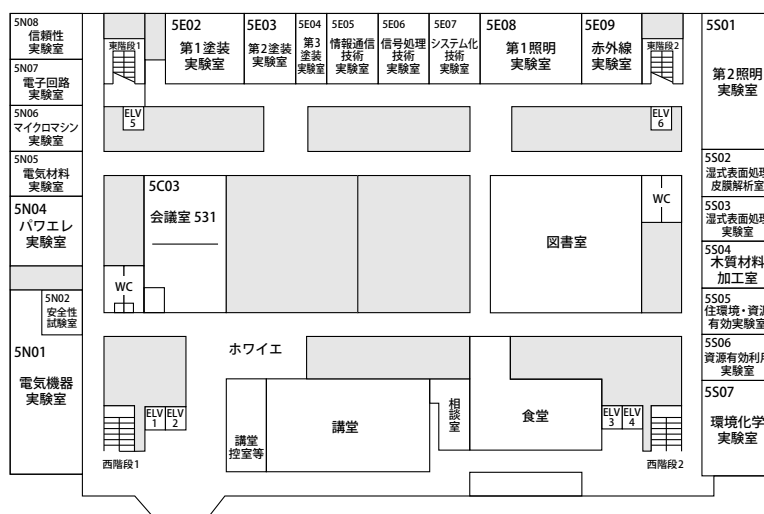 5N08
信頼性
実験室
5N07
電子回路
実験室
5N06
マイクロマシン
実験室
5N05
電気材料
実験室
5N04
パワエレ
実験室
5N02
安全性
試験室
5N01
電気機器
実験室
東階段1
5E02
第1塗装
実験室
5E03
第2塗装
実験室
5E04
第3
塗装
実験室
5E05
情報通信
技術
実験室
5E06
信号処理
技術
実験室
5E07
システム化
技術
実験室
5E08
第1照明
実験室
5E09
赤外線
実験室
東階段2
5S01
第2照明
実験室
ELV
5
ELV
6
5S02
湿式表面処理
皮膜解析室
5S03
湿式表面処理
実験室
5S04
木質材料
加工室
5S05
住環境・資源
有効実験室
5S06
資源有効利用
実験室
5S07
環境化学
実験室
5C03
会議室 531
WC
図書室
WC
ホワイエ
ELV
1
ELV
2
西階段1
講堂
控室等
講堂
相談室
食堂
ELV
3
ELV
4
西階段2